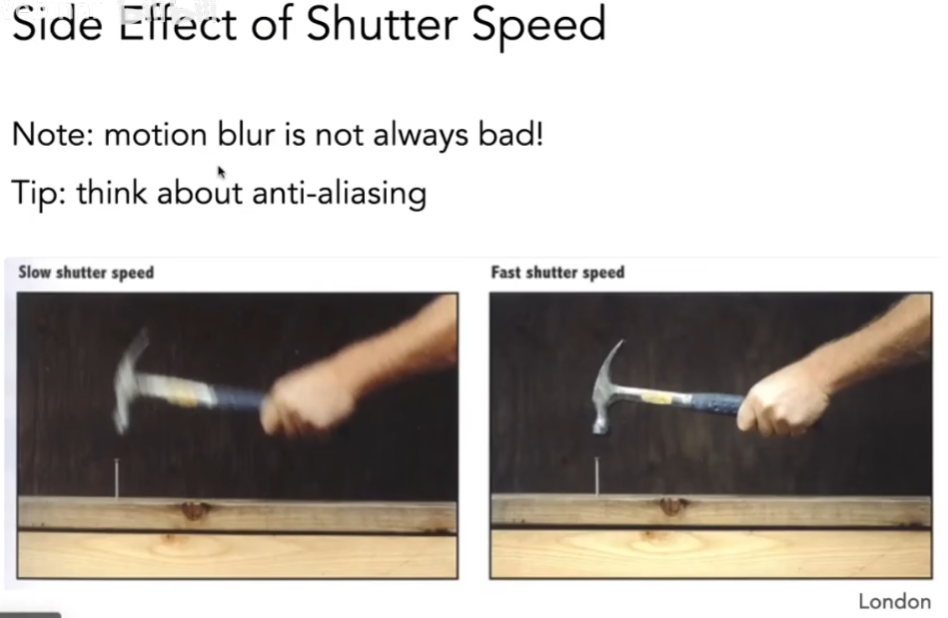 Side Effect of Shutter Speed
Note: motion blur is not always bad!
Tip: think about anti-aliasing
Slow shutter speed
Fast shutter speed
London